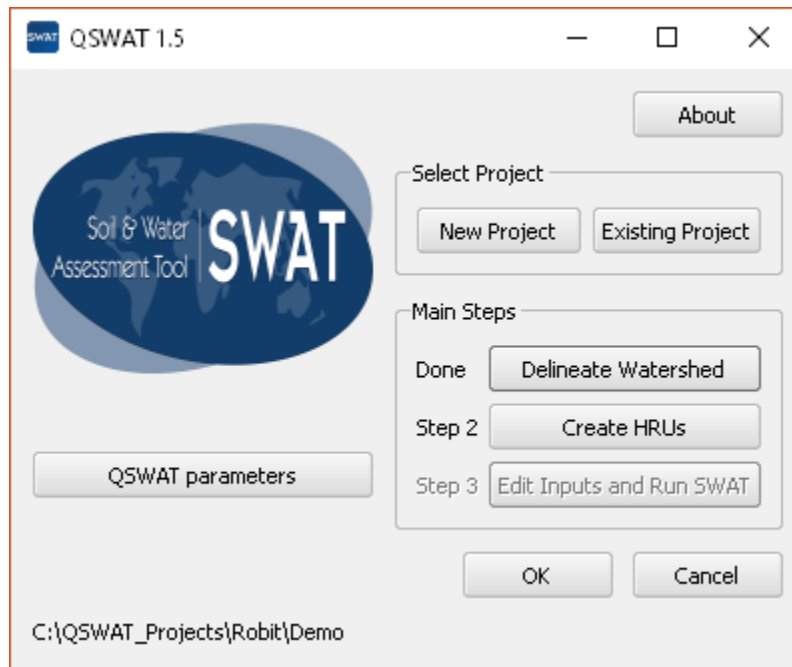 SWAT QSWAT 1.5
About
Soil & Water
Assessment Tool
SWAT
Select Project
New Project Existing Project
Main Steps
Done Delineate Watershed
Step 2 Create HRUs
Step 3 Edit Inputs and Run SWAT
QSWAT parameters
OK Cancel
C:\QSWAT_Projects\Robit\Demo